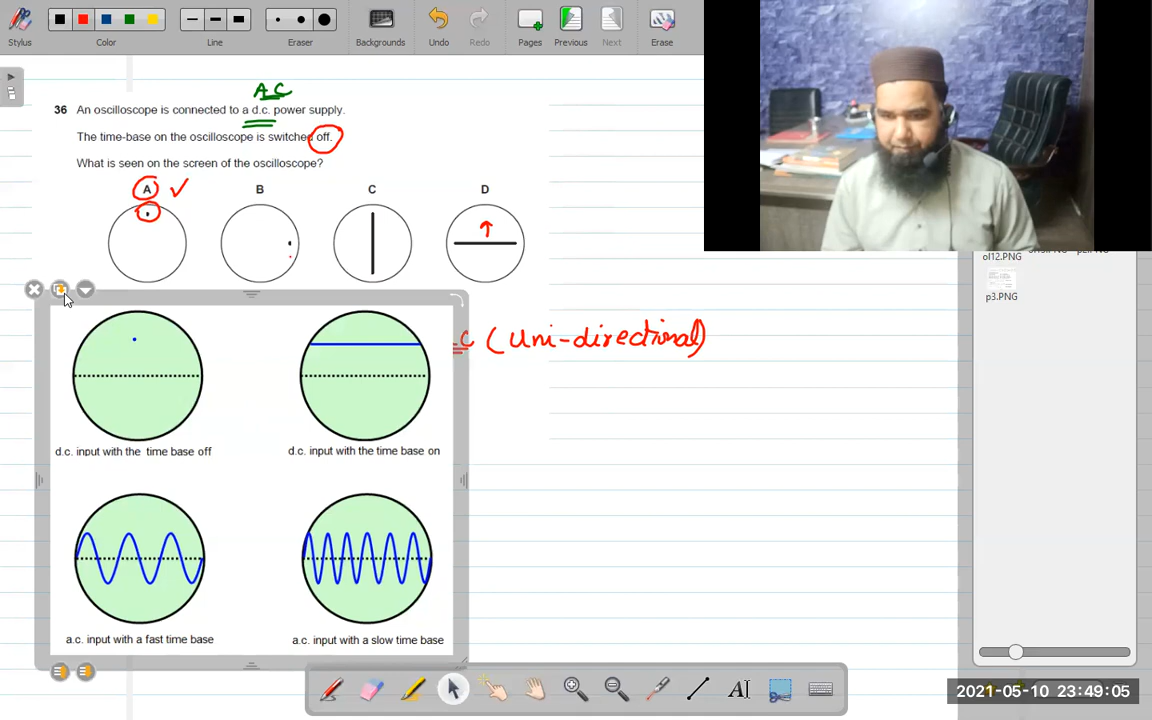 Stylus
Color
Line
Eraser
Backgrounds
Undo
Redo
Pages
Previous
Next
Erase
AC
36 An oscilloscope is connected to a d.c. power supply.
The time-base on the oscilloscope is switched off.
What is seen on the screen of the oscilloscope?
A B C D
ol12.PNG
p3.PNG
C (Uni-directional)
d.c. input with the time base off
d.c. input with the time base on
a.c. input with a fast time base
a.c. input with a slow time base
2021-05-10 23:49:05